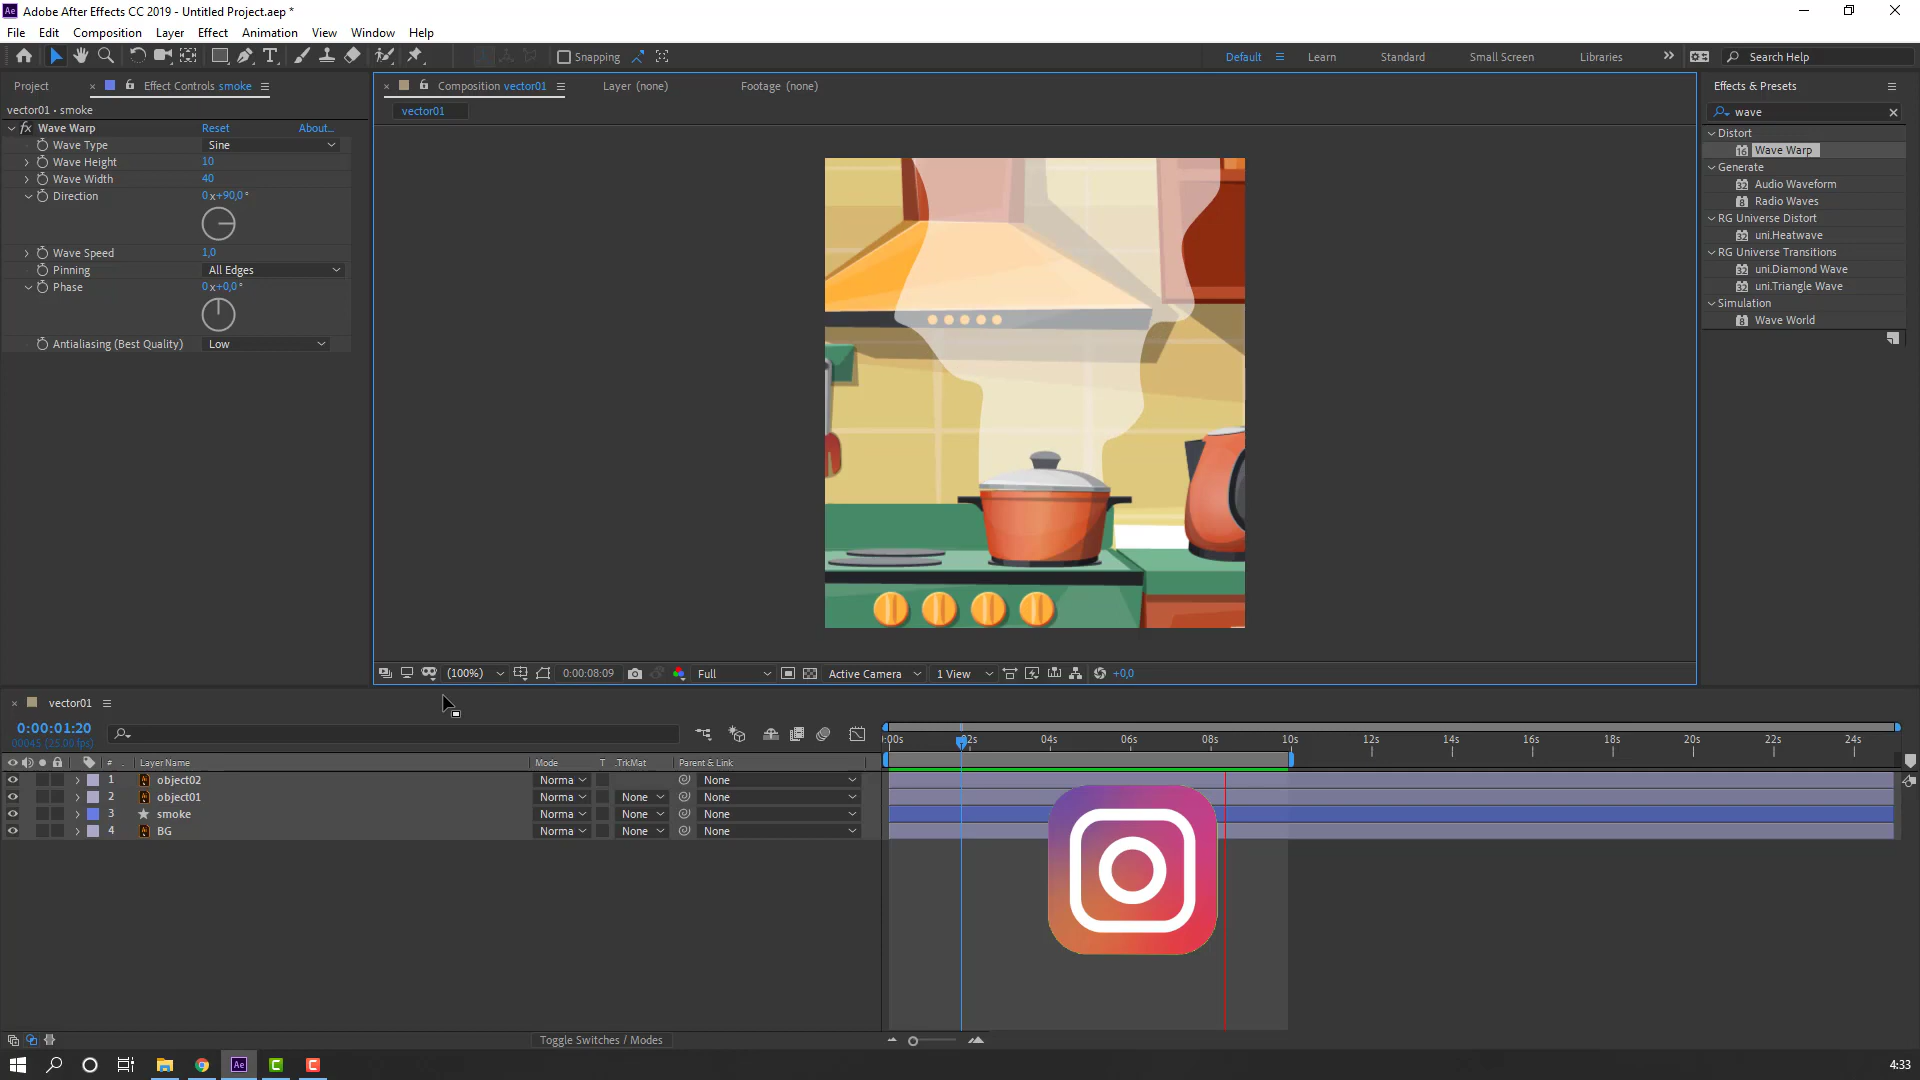 Adobe After Effects CC 2019 - Untitled Project.aep *
File Edit Composition Layer Effect Animation View Window Help
Snapping Default Learn Standard Small Screen Libraries Search Help
Project Effect Controls smoke
vector01 • smoke
fx Wave Warp Reset About...
Wave Type Sine
Wave Height 10
Wave Width 40
Direction 0x+90,0°
Wave Speed 1,0
Pinning All Edges
Phase 0x+0,0°
Antialiasing (Best Quality) Low
Composition vector01 Layer (none) Footage (none)
vector01
(100%) 0:00:08:09 Full Active Camera 1 View +0,0
Effects & Presets
wave
Distort
Wave Warp
Generate
Audio Waveform
Radio Waves
RG Universe Distort
uni.Heatwave
RG Universe Transitions
uni.Diamond Wave
uni.Triangle Wave
Simulation
Wave World
vector01
0:00:01:20
00045 (25.00 fps)
# Layer Name Mode T .TrkMat Parent & Link
1 object02 Norma None
2 object01 Norma None None
3 smoke Norma None None
4 BG Norma None None
:00s 02s 04s 06s 08s 10s 12s 14s 16s 18s 20s 22s 24s
Toggle Switches / Modes
Ae
4:33